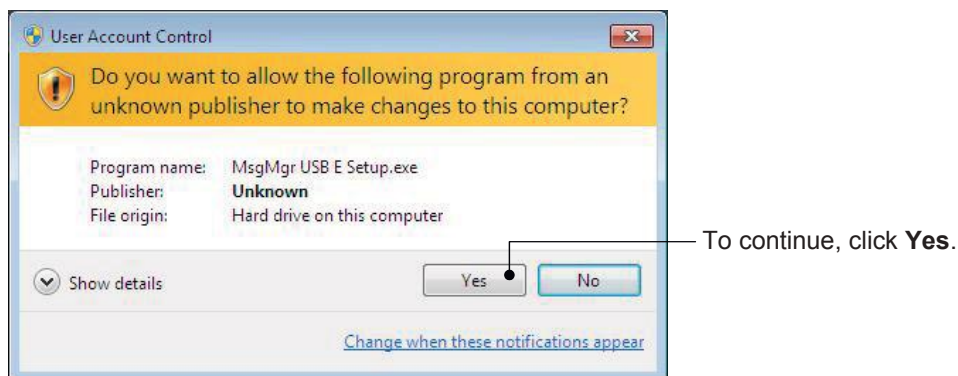 User Account Control
Do you want to allow the following program from an
unknown publisher to make changes to this computer?
Program name: MsgMgr USB E Setup.exe
Publisher: Unknown
File origin: Hard drive on this computer
To continue, click Yes.
Show details Yes No
Change when these notifications appear